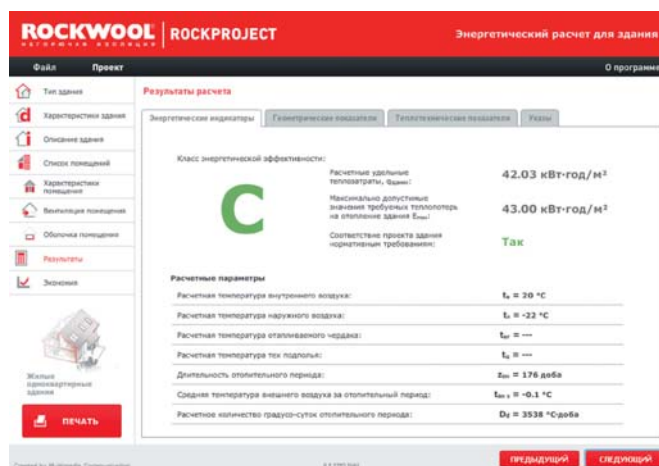 ROCKWOOL
НЕГОРЮЧАЯ ИЗОЛЯЦИЯ
ROCKPROJECT
Энергетический расчет для здания
Файл
Проект
О программе
Тип здания
Характеристики здания
Описание здания
Список помещений
Характеристики
помещение
Вентиляция помещения
Оболочка помещения
Результаты
Экономия
Жилые
одноквартирные
здания
ПЕЧАТЬ
Результаты расчета
Энергетические индикаторы
Геометрические показатели
Теплотехнические показатели
Указы
Класс энергетической эффективности:
C
Расчетные удельные
теплозатраты,
42.03 кВт·год/м²
Максимально допустимые
значения требуемых теплопотерь
на отопление здания Emax:
43.00 кВт·год/м²
Соответствие проекта здания
нормативным требованиям:
Так
Расчетные параметры
Расчетная температура внутреннего воздуха:
= 20 °C
Расчетная температура наружного воздуха:
= -22 °C
Расчетная температура отапливаемого чердака:
= ---
Расчетная температура тех подполья:
= ---
Длительность отопительного периода:
= 176 доба
Средняя температура внешнего воздуха за отопительный период:
= -0.1 °C
Расчетное количество градусо-суток отопительного периода:
= 3538 °C·доба
ПРЕДЫДУЩИЙ
СЛЕДУЮЩИЙ